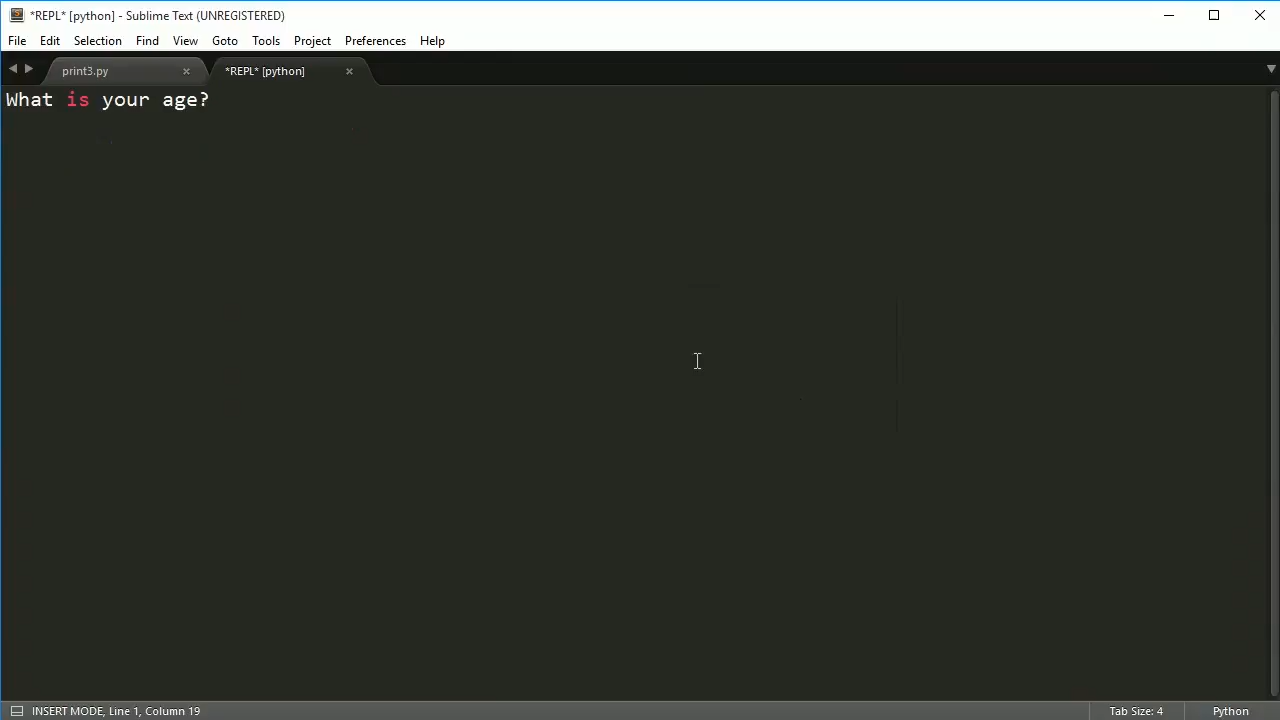 *REPL* [python] - Sublime Text (UNREGISTERED)
File Edit Selection Find View Goto Tools Project Preferences Help
print3.py *REPL* [python]
What is your age?
INSERT MODE, Line 1, Column 19 Tab Size: 4 Python